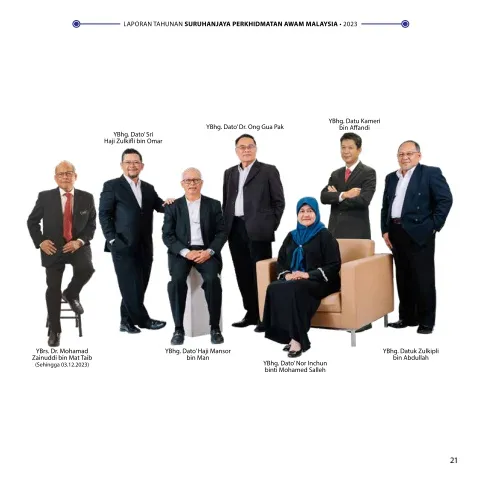 LAPORAN TAHUNAN SURUHANJAYA PERKHIDMATAN AWAM MALAYSIA • 2023
YBhg. Dato' Sri
Haji Zulkifli bin Omar
YBhg. Dato' Dr. Ong Gua Pak
YBhg. Datu Kameri
bin Affandi
YBrs. Dr. Mohamad
Zainuddi bin Mat Taib
(Sehingga 03.12.2023)
YBhg. Dato' Haji Mansor
bin Man
YBhg. Dato' Nor Inchun
binti Mohamed Salleh
YBhg. Datuk Zulkipli
bin Abdullah
21